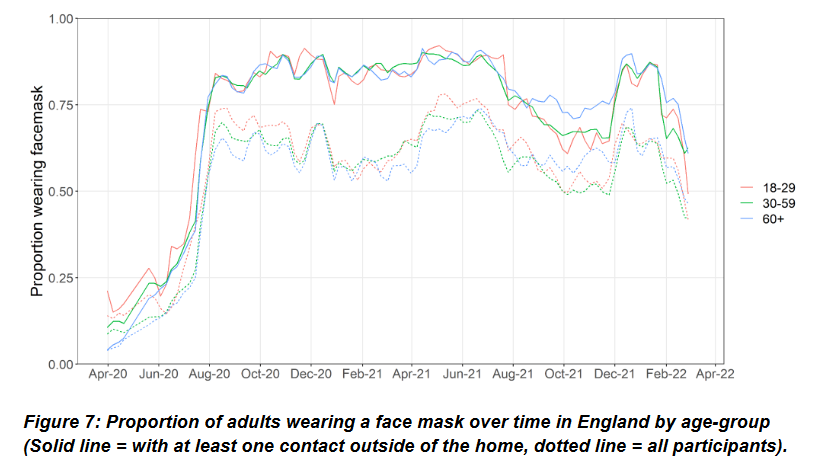 1.00
0.75
0.50
0.25
0.00
Proportion wearing facemask
Apr-20 Jun-20 Aug-20 Oct-20 Dec-20 Feb-21 Apr-21 Jun-21 Aug-21 Oct-21 Dec-21 Feb-22 Apr-22
18-29
30-59
60+
Figure 7: Proportion of adults wearing a face mask over time in England by age-group
(Solid line = with at least one contact outside of the home, dotted line = all participants).